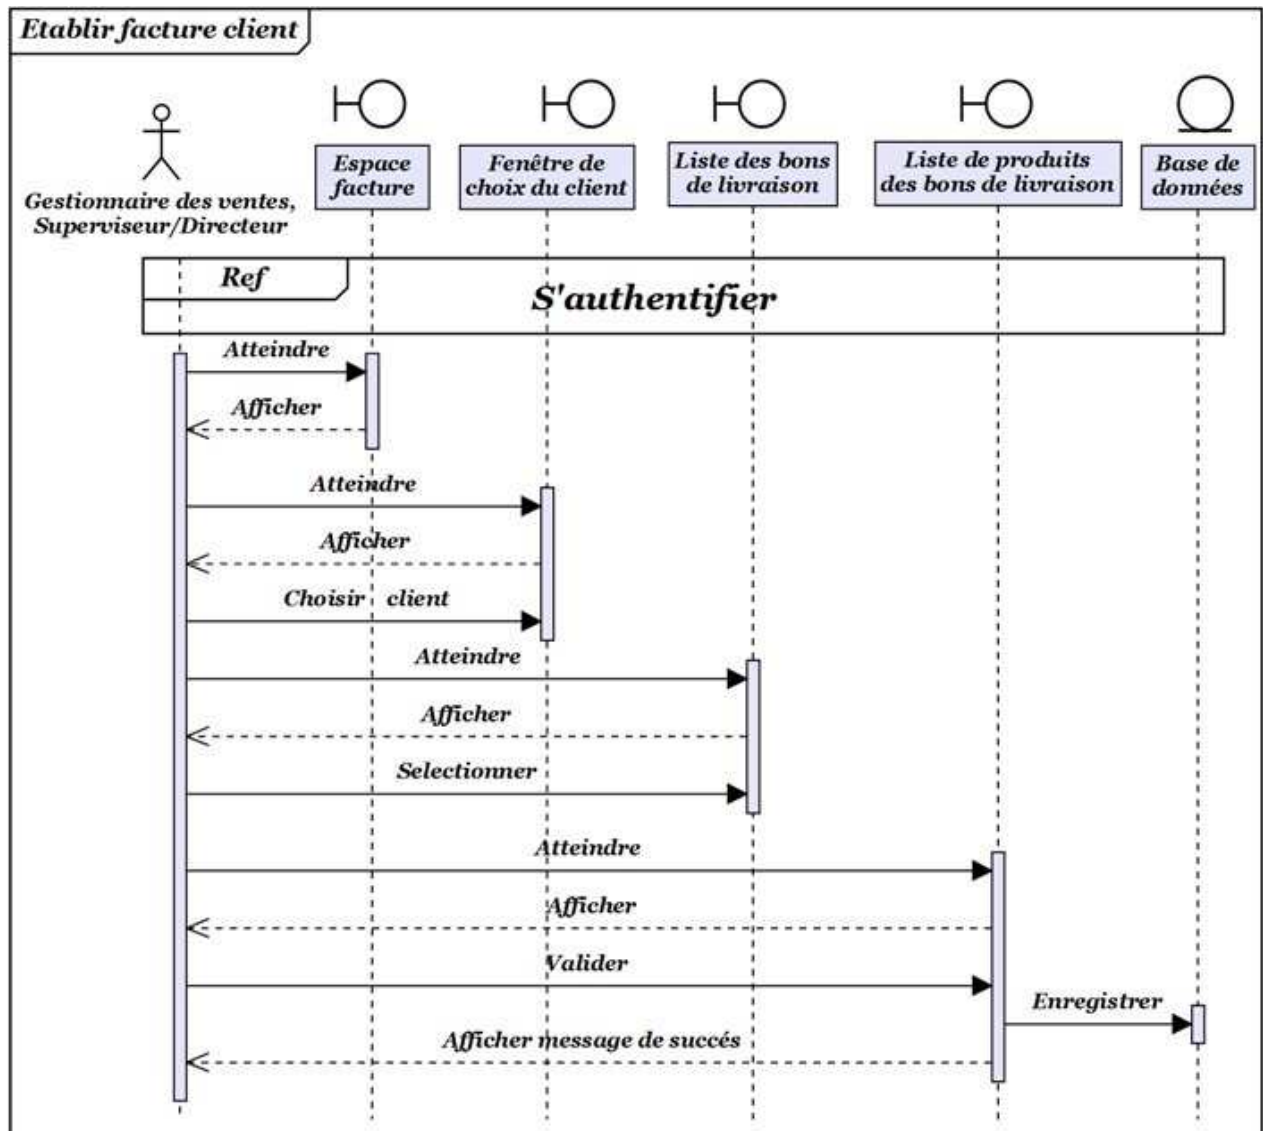 Etablir facture client
Gestionnaire des ventes,
Superviseur/Directeur
Espace
facture
Fenêtre de
choix du client
Liste des bons
de livraison
Liste de produits
des bons de livraison
Base de
données
Ref
S'authentifier
Atteindre
Afficher
Atteindre
Afficher
Choisir client
Atteindre
Afficher
Selectionner
Atteindre
Afficher
Valider
Enregistrer
Afficher message de succés